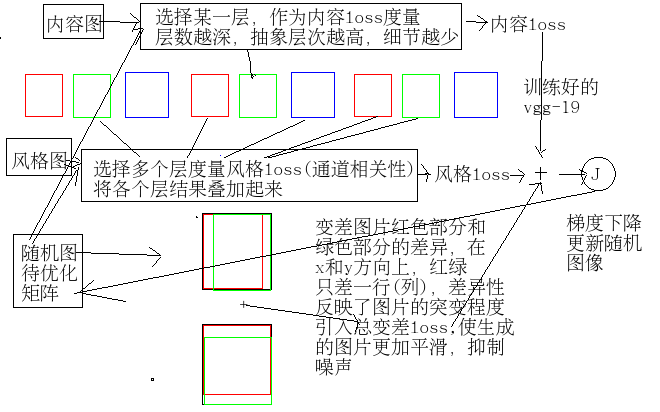 内容图
选择某一层，作为内容loss度量
层数越深，抽象层次越高，细节越少
内容loss
训练好的
vgg-19
风格图
选择多个层度量风格loss(通道相关性)
将各个层结果叠加起来
风格loss
+
J
随机图
待优化
矩阵
梯度下降
更新随机
图像
变差图片红色部分和
绿色部分的差异，在
x和y方向上，红绿
只差一行(列)，差异性
反映了图片的突变程度
引入总变差loss,使生成
的图片更加平滑，抑制
噪声
+